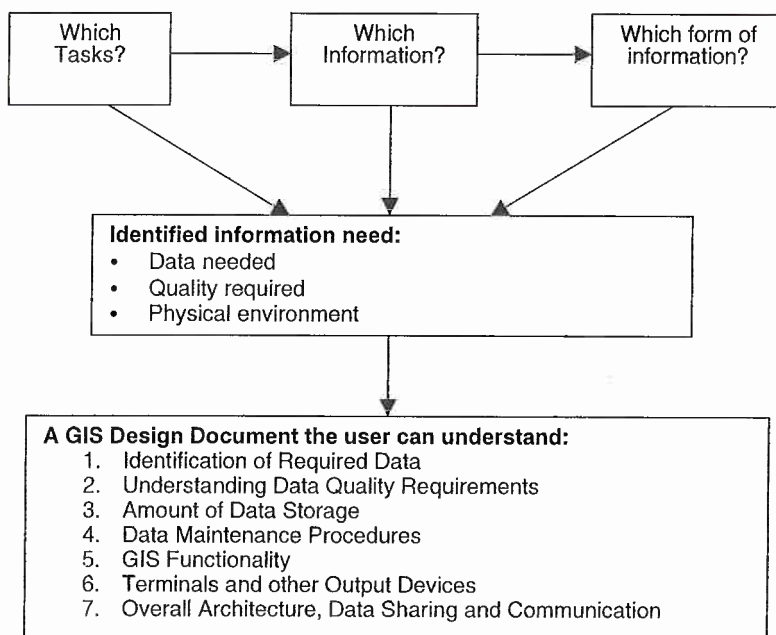 Which
Tasks?
Which
Information?
Which form of
information?
Identified information need:
• Data needed
• Quality required
• Physical environment
A GIS Design Document the user can understand:
1. Identification of Required Data
2. Understanding Data Quality Requirements
3. Amount of Data Storage
4. Data Maintenance Procedures
5. GIS Functionality
6. Terminals and other Output Devices
7. Overall Architecture, Data Sharing and Communication